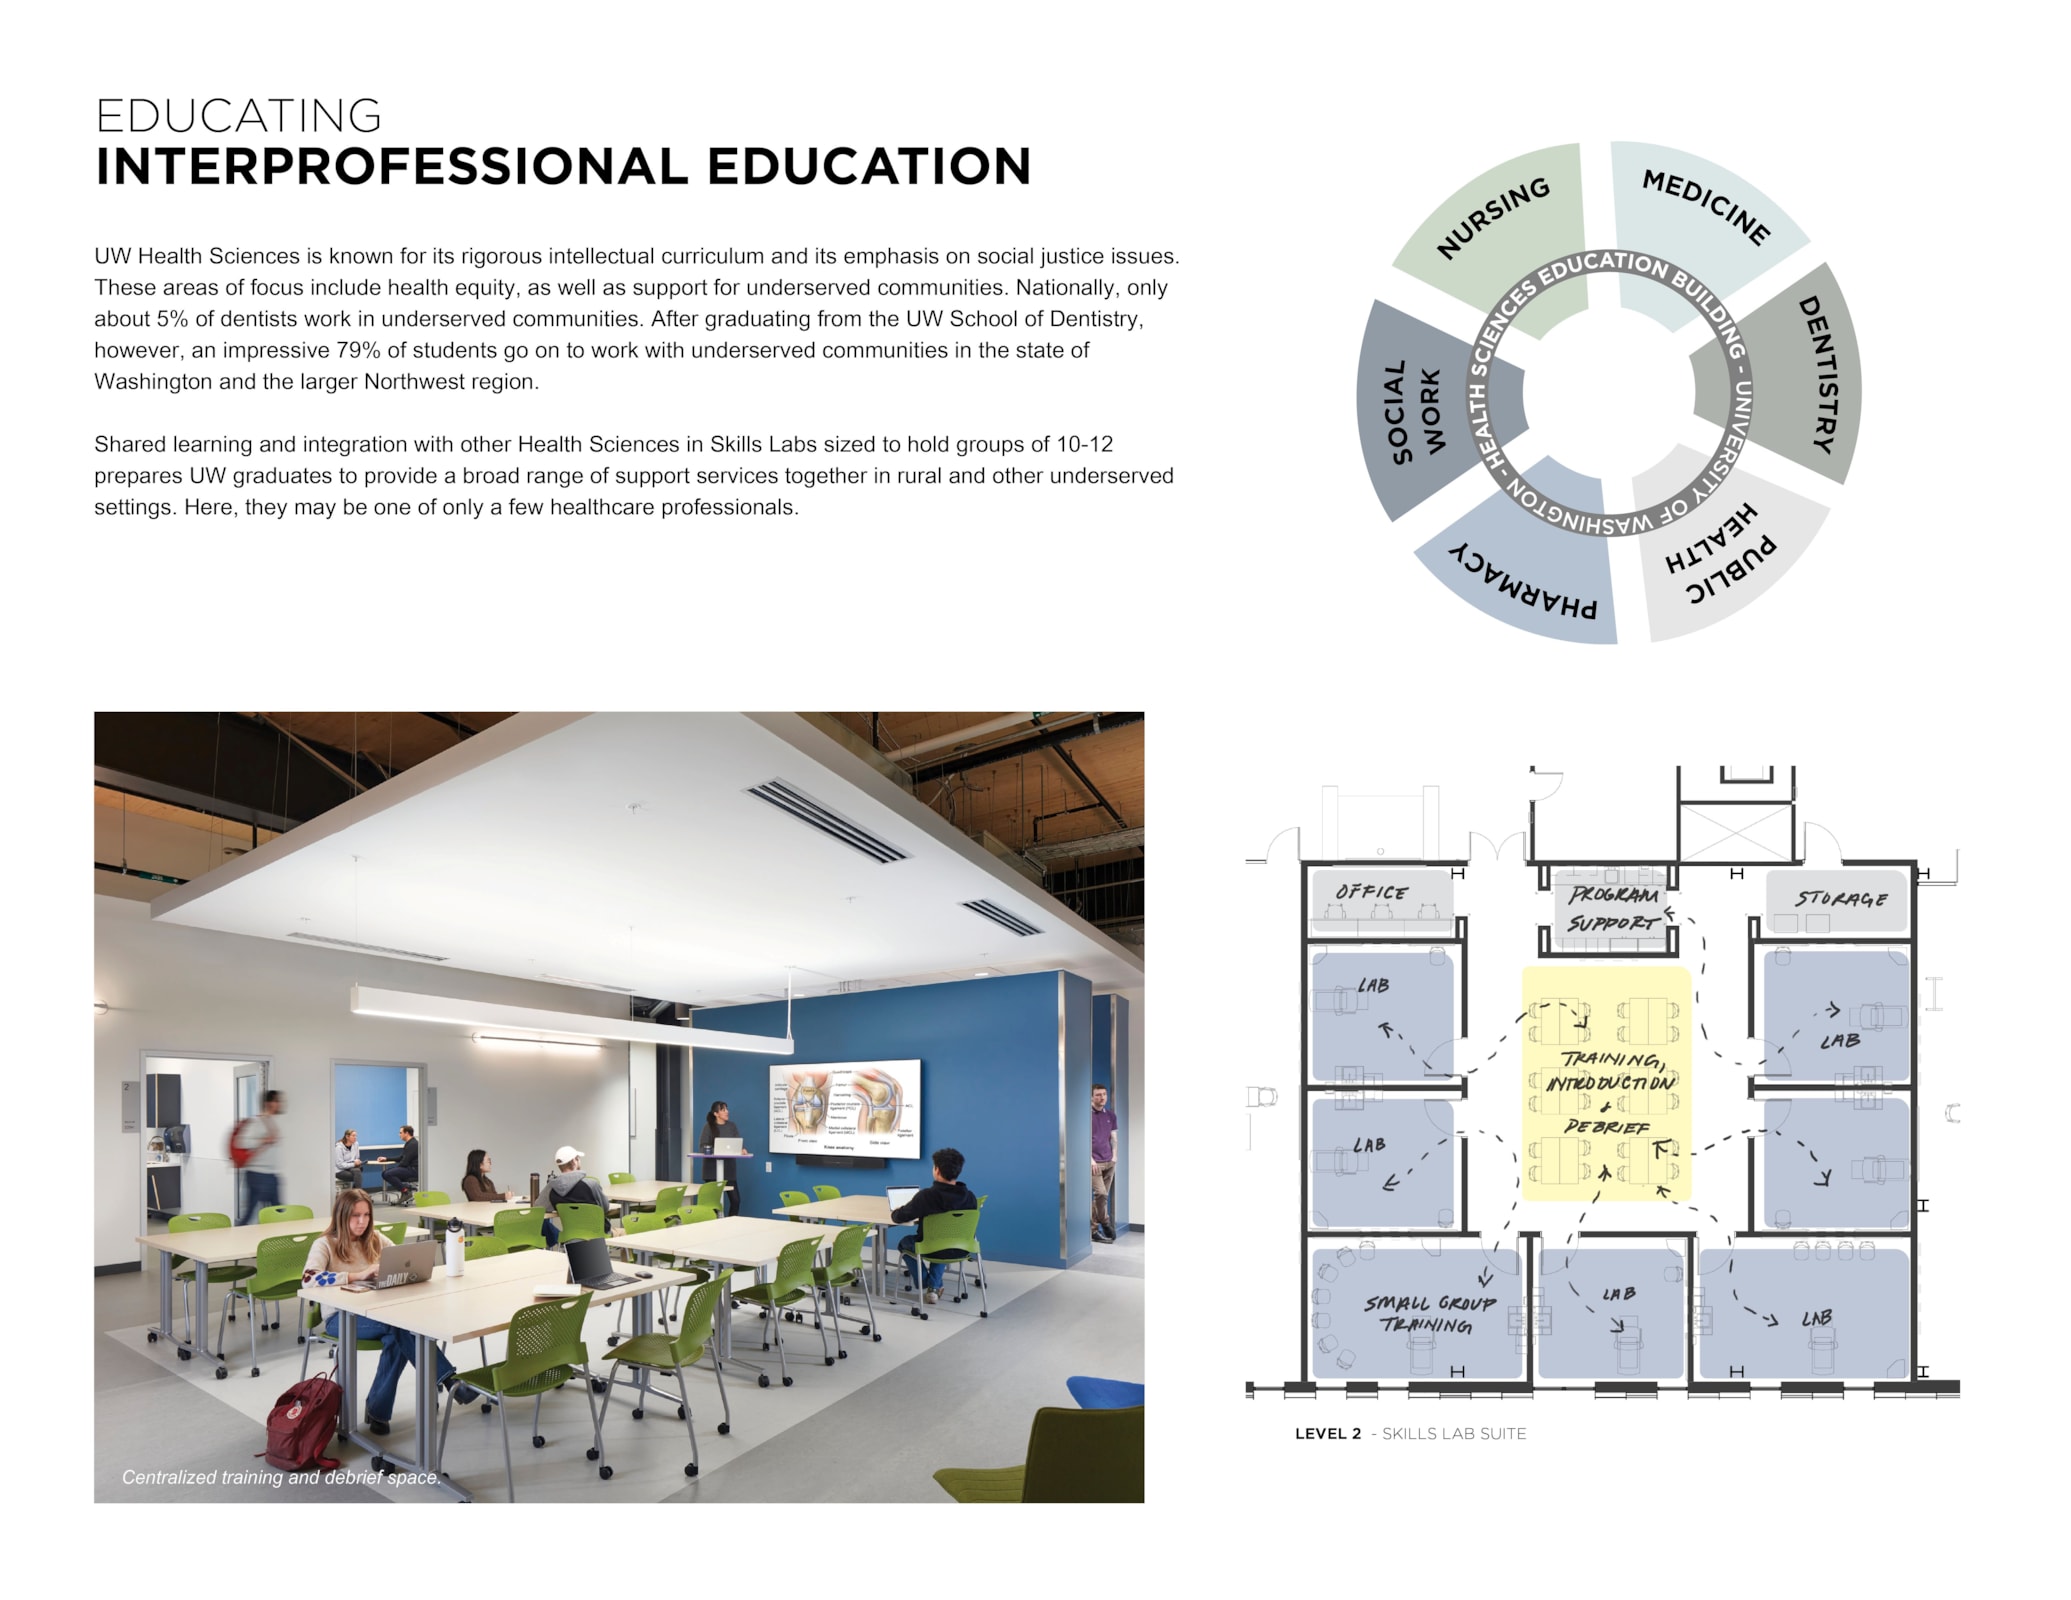 EDUCATING
INTERPROFESSIONAL EDUCATION
UW Health Sciences is known for its rigorous intellectual curriculum and its emphasis on social justice issues.
These areas of focus include health equity, as well as support for underserved communities. Nationally, only
about 5% of dentists work in underserved communities. After graduating from the UW School of Dentistry,
however, an impressive 79% of students go on to work with underserved communities in the state of
Washington and the larger Northwest region.
Shared learning and integration with other Health Sciences in Skills Labs sized to hold groups of 10-12
prepares UW graduates to provide a broad range of support services together in rural and other underserved
settings. Here, they may be one of only a few healthcare professionals.
NURSING
MEDICINE
DENTISTRY
PUBLIC
HEALTH
PHARMACY
SOCIAL
WORK
HEALTH SCIENCES EDUCATION BUILDING - UNIVERSITY OF WASHINGTON -
2
Front view
Side view
Knee anatomy
DAILY
Centralized training and debrief space.
OFFICE
PROGRAM
SUPPORT
STORAGE
LAB
LAB
TRAINING,
INTRODUCTION
&
DEBRIEF
LAB
SMALL GROUP
TRAINING
LAB
LAB
LEVEL 2 - SKILLS LAB SUITE